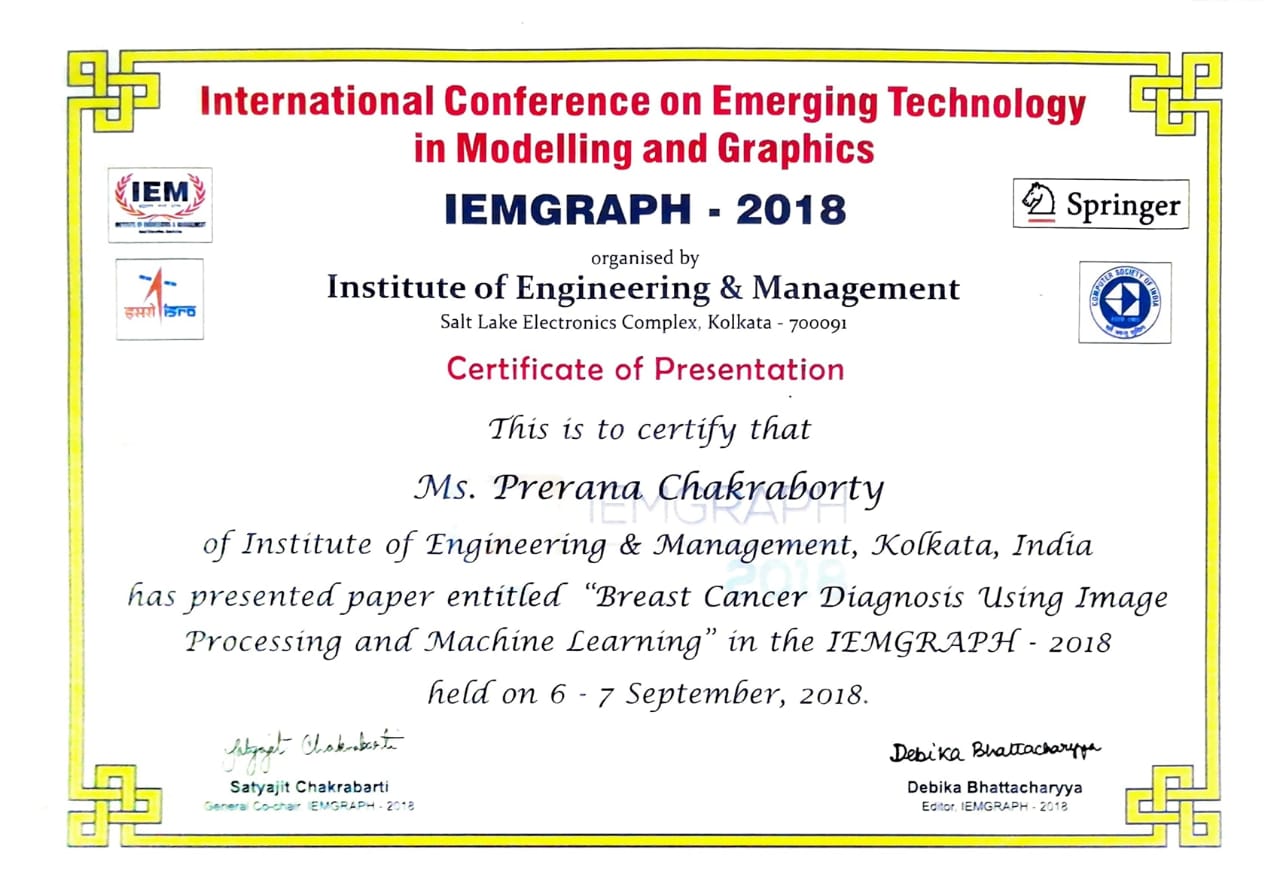 International Conference on Emerging Technology
in Modelling and Graphics
IEM
IEMGRAPH - 2018
Springer
organised by
Institute of Engineering & Management
Salt Lake Electronics Complex, Kolkata - 700091
इसरो isro
COMPUTER SOCIETY OF INDIA
Certificate of Presentation
This is to certify that
Ms. Prerana Chakraborty
IEMGRAPH
2018
of Institute of Engineering & Management, Kolkata, India
has presented paper entitled “Breast Cancer Diagnosis Using Image
Processing and Machine Learning” in the IEMGRAPH - 2018
held on 6 - 7 September, 2018.
Satyajit Chakrabarti
Debika Bhattacharyya
Satyajit Chakrabarti
General Co-chair IEMGRAPH - 2018
Debika Bhattacharyya
Editor, IEMGRAPH - 2018